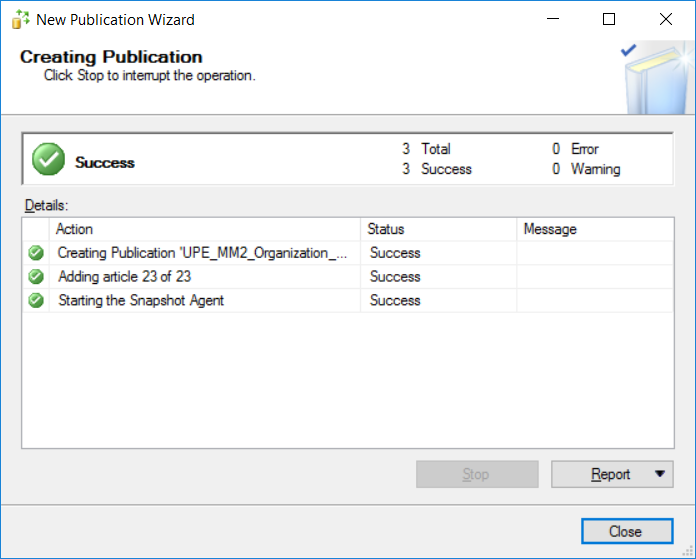 New Publication Wizard
Creating Publication
Click Stop to interrupt the operation.
Success
3 Total 0 Error
3 Success 0 Warning
Details:
Action Status Message
Creating Publication 'UPE_MM2_Organization_... Success
Adding article 23 of 23 Success
Starting the Snapshot Agent Success
Stop Report
Close